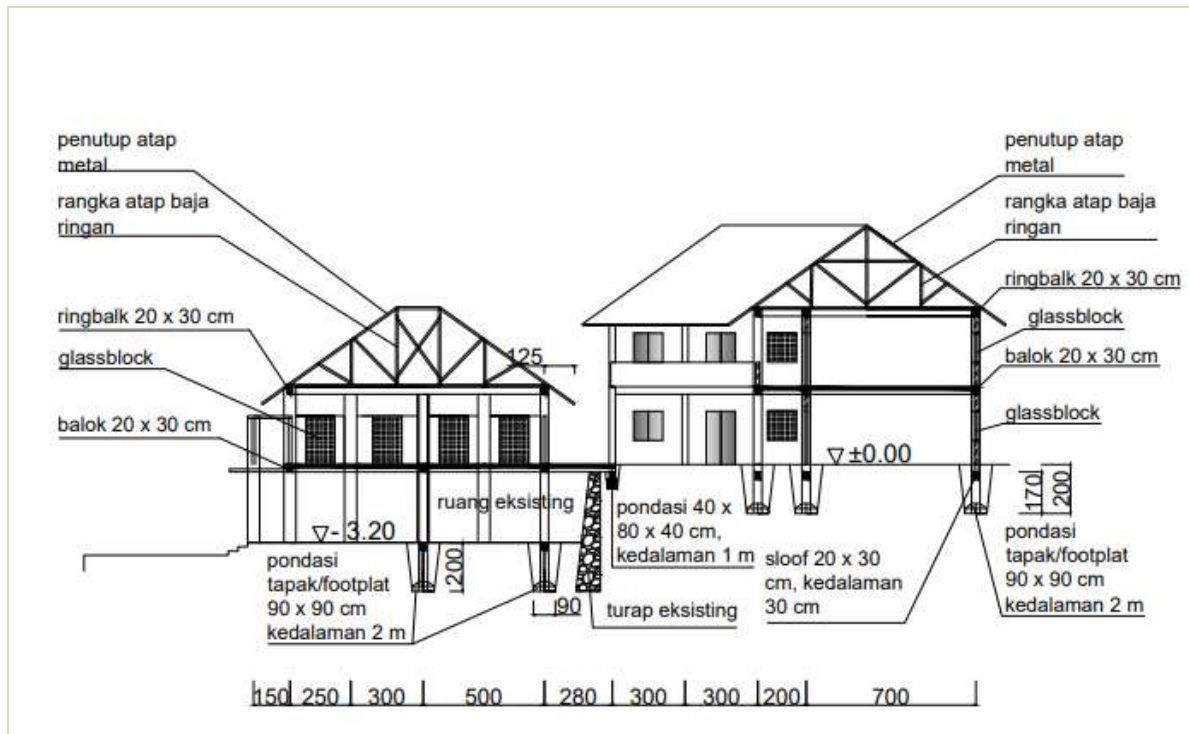 penutup atap
metal
rangka atap baja
ringan
ringbalk 20 x 30 cm
glassblock
balok 20 x 30 cm
125
penutup atap
metal
rangka atap baja
ringan
ringbalk 20 x 30 cm
glassblock
balok 20 x 30 cm
glassblock
±0.00
ruang eksisting
- 3.20
pondasi
tapak/footplat
90 x 90 cm
kedalaman 2 m
200
90
turap eksisting
pondasi 40 x
80 x 40 cm,
kedalaman 1 m
sloof 20 x 30
cm, kedalaman
30 cm
170
200
pondasi
tapak/footplat
90 x 90 cm
kedalaman 2 m
150 250 300 500 280 300 300 200 700